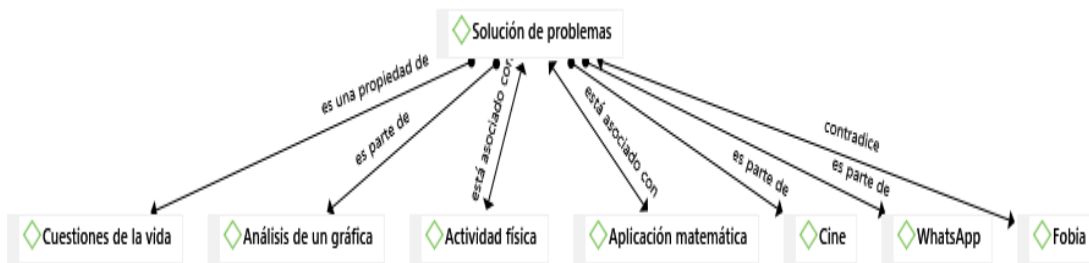 Solución de problemas
es una propiedad de
es parte de
está asociado con
está asociado con
es parte de
es parte de
contradice
Cuestiones de la vida
Análisis de un gráfica
Actividad física
Aplicación matemática
Cine
WhatsApp
Fobia